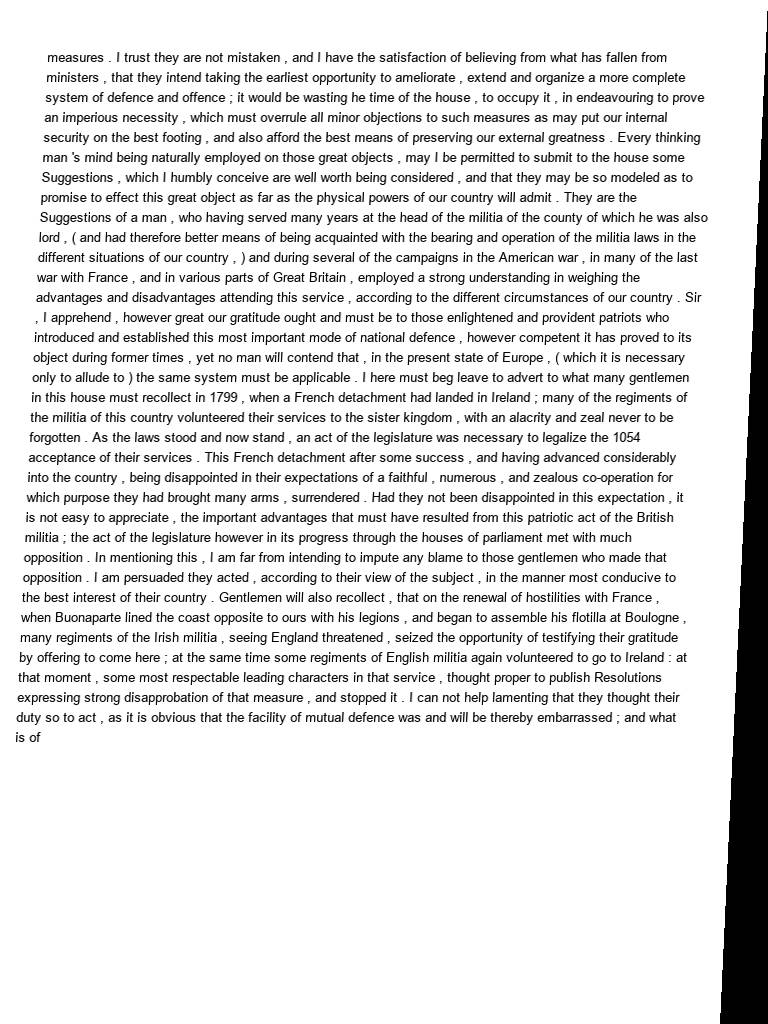 measures . I trust they are not mistaken , and I have the satisfaction of believing from what has fallen from
ministers , that they intend taking the earliest opportunity to ameliorate , extend and organize a more complete
system of defence and offence ; it would be wasting he time of the house , to occupy it , in endeavouring to prove
an imperious necessity , which must overrule all minor objections to such measures as may put our internal
security on the best footing , and also afford the best means of preserving our external greatness . Every thinking
man 's mind being naturally employed on those great objects , may I be permitted to submit to the house some
Suggestions , which I humbly conceive are well worth being considered , and that they may be so modeled as to
promise to effect this great object as far as the physical powers of our country will admit . They are the
Suggestions of a man , who having served many years at the head of the militia of the county of which he was also
lord , ( and had therefore better means of being acquainted with the bearing and operation of the militia laws in the
different situations of our country , ) and during several of the campaigns in the American war , in many of the last
war with France , and in various parts of Great Britain , employed a strong understanding in weighing the
advantages and disadvantages attending this service , according to the different circumstances of our country . Sir
, I apprehend , however great our gratitude ought and must be to those enlightened and provident patriots who
introduced and established this most important mode of national defence , however competent it has proved to its
object during former times , yet no man will contend that , in the present state of Europe , ( which it is necessary
only to allude to ) the same system must be applicable . I here must beg leave to advert to what many gentlemen
in this house must recollect in 1799 , when a French detachment had landed in Ireland ; many of the regiments of
the militia of this country volunteered their services to the sister kingdom , with an alacrity and zeal never to be
forgotten . As the laws stood and now stand , an act of the legislature was necessary to legalize the 1054
acceptance of their services . This French detachment after some success , and having advanced considerably
into the country , being disappointed in their expectations of a faithful , numerous , and zealous co-operation for
which purpose they had brought many arms , surrendered . Had they not been disappointed in this expectation , it
is not easy to appreciate , the important advantages that must have resulted from this patriotic act of the British
militia ; the act of the legislature however in its progress through the houses of parliament met with much
opposition . In mentioning this , I am far from intending to impute any blame to those gentlemen who made that
opposition . I am persuaded they acted , according to their view of the subject , in the manner most conducive to
the best interest of their country . Gentlemen will also recollect , that on the renewal of hostilities with France ,
when Buonaparte lined the coast opposite to ours with his legions , and began to assemble his flotilla at Boulogne ,
many regiments of the Irish militia , seeing England threatened , seized the opportunity of testifying their gratitude
by offering to come here ; at the same time some regiments of English militia again volunteered to go to Ireland : at
that moment , some most respectable leading characters in that service , thought proper to publish Resolutions
expressing strong disapprobation of that measure , and stopped it . I can not help lamenting that they thought their
duty so to act , as it is obvious that the facility of mutual defence was and will be thereby embarrassed ; and what
is of